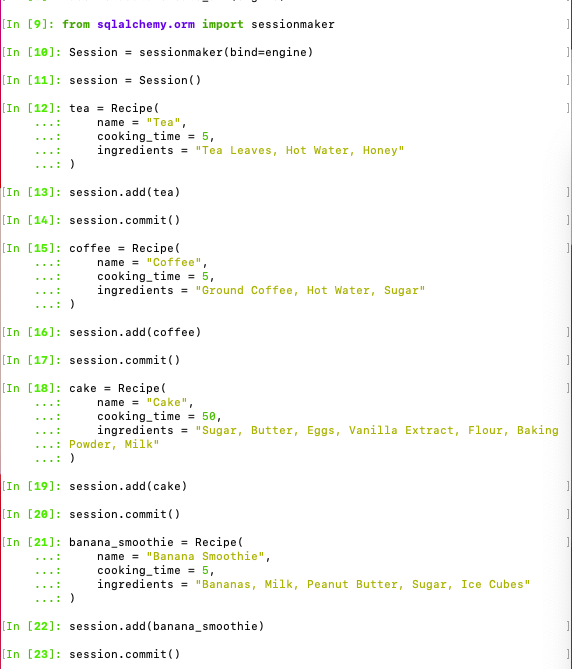 [In [9]: from sqlalchemy.orm import sessionmaker ]
[In [10]: Session = sessionmaker(bind=engine) ]
[In [11]: session = Session() ]
[In [12]: tea = Recipe( ]
...: name = "Tea",
...: cooking_time = 5,
...: ingredients = "Tea Leaves, Hot Water, Honey"
...: )
[In [13]: session.add(tea) ]
[In [14]: session.commit() ]
[In [15]: coffee = Recipe( ]
...: name = "Coffee",
...: cooking_time = 5,
...: ingredients = "Ground Coffee, Hot Water, Sugar"
...: )
[In [16]: session.add(coffee) ]
[In [17]: session.commit() ]
[In [18]: cake = Recipe( ]
...: name = "Cake",
...: cooking_time = 50,
...: ingredients = "Sugar, Butter, Eggs, Vanilla Extract, Flour, Baking
...: Powder, Milk"
...: )
[In [19]: session.add(cake) ]
[In [20]: session.commit() ]
[In [21]: banana_smoothie = Recipe( ]
...: name = "Banana Smoothie",
...: cooking_time = 5,
...: ingredients = "Bananas, Milk, Peanut Butter, Sugar, Ice Cubes"
...: )
[In [22]: session.add(banana_smoothie) ]
[In [23]: session.commit() ]